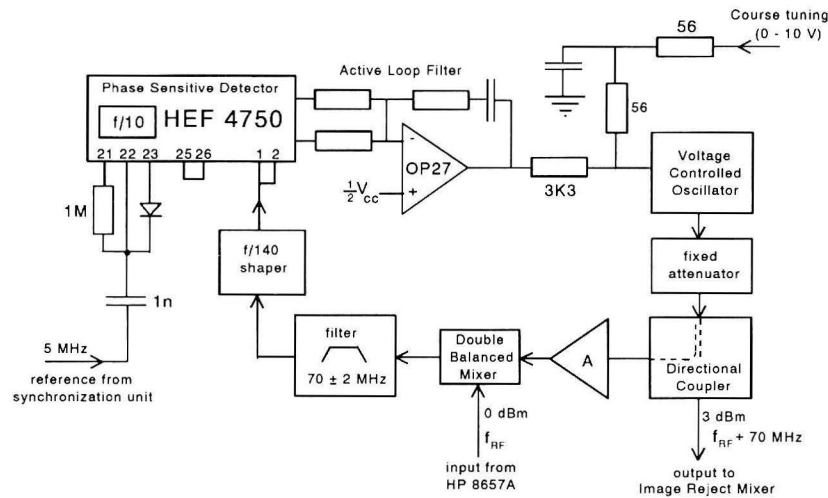 Course tuning
(0 - 10 V)
56
56
Active Loop Filter
Phase Sensitive Detector
f/10 HEF 4750
21 22 23 25 26 1 2
1M
1n
5 MHz
reference from
synchronization unit
f/140
shaper
-
OP27
+
½VCC
3K3
Voltage
Controlled
Oscillator
fixed
attenuator
Directional
Coupler
A
Double
Balanced
Mixer
filter
70 ± 2 MHz
0 dBm
fRF
input from
HP 8657A
3 dBm
fRF + 70 MHz
output to
Image Reject Mixer